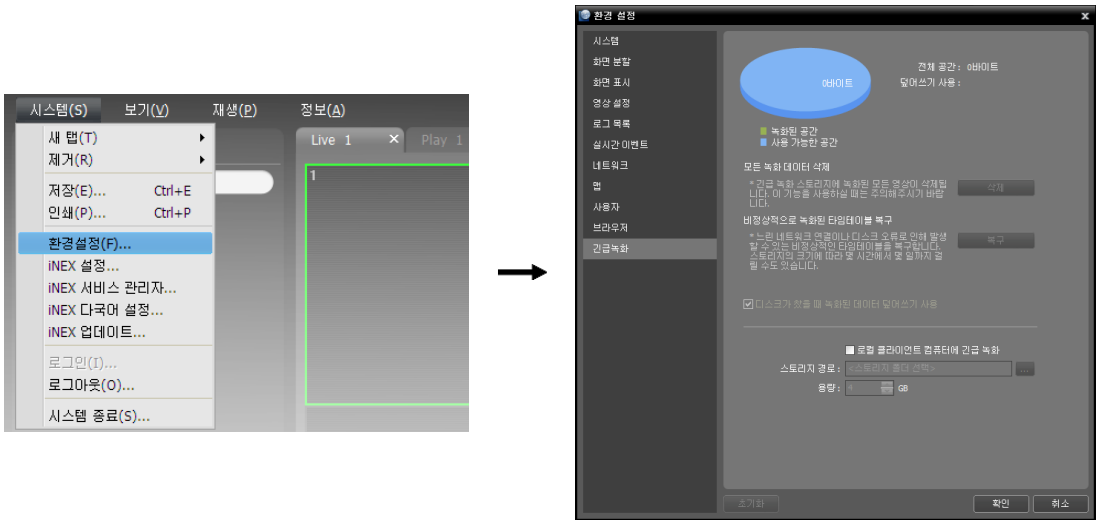 시스템(S) 보기(V) 재생(P) 정보(A)
새 탭(T)
제거(R)
저장(E)... Ctrl+E
인쇄(P)... Ctrl+P
환경설정(F)...
iNEX 설정...
iNEX 서비스 관리자...
iNEX 다국어 설정...
iNEX 업데이트...
로그인(I)...
로그아웃(O)...
시스템 종료(S)...
Live 1 × Play 1
1
환경 설정 x
시스템
화면 분할
화면 표시
영상 설정
로그 목록
실시간 이벤트
네트워크
맵
사용자
브라우저
긴급녹화
0바이트
전체 공간 : 0바이트
덮어쓰기 사용 :
녹화된 공간
사용 가능한 공간
모든 녹화 데이터 삭제
* 긴급 녹화 스토리지에 녹화된 모든 영상이 삭제됩
니다. 이 기능을 사용하실 때는 주의해주시기 바랍
니다.
삭제
비정상적으로 녹화된 타임테이블 복구
* 느린 네트워크 연결이나 디스크 오류로 인해 발생
할 수 있는 비정상적인 타임테이블을 복구합니다.
스토리지의 크기에 따라 몇 시간에서 몇 일까지 걸
릴 수도 있습니다.
복구
디스크가 찼을 때 녹화된 데이터 덮어쓰기 사용
로컬 클라이언트 컴퓨터에 긴급 녹화
스토리지 경로 : <스토리지 폴더 선택> ...
용량 : 4 GB
초기화 확인 취소